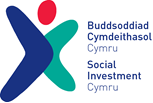 Buddsoddiad
Cymdeithasol
Cymru
Social
Investment
Cymru